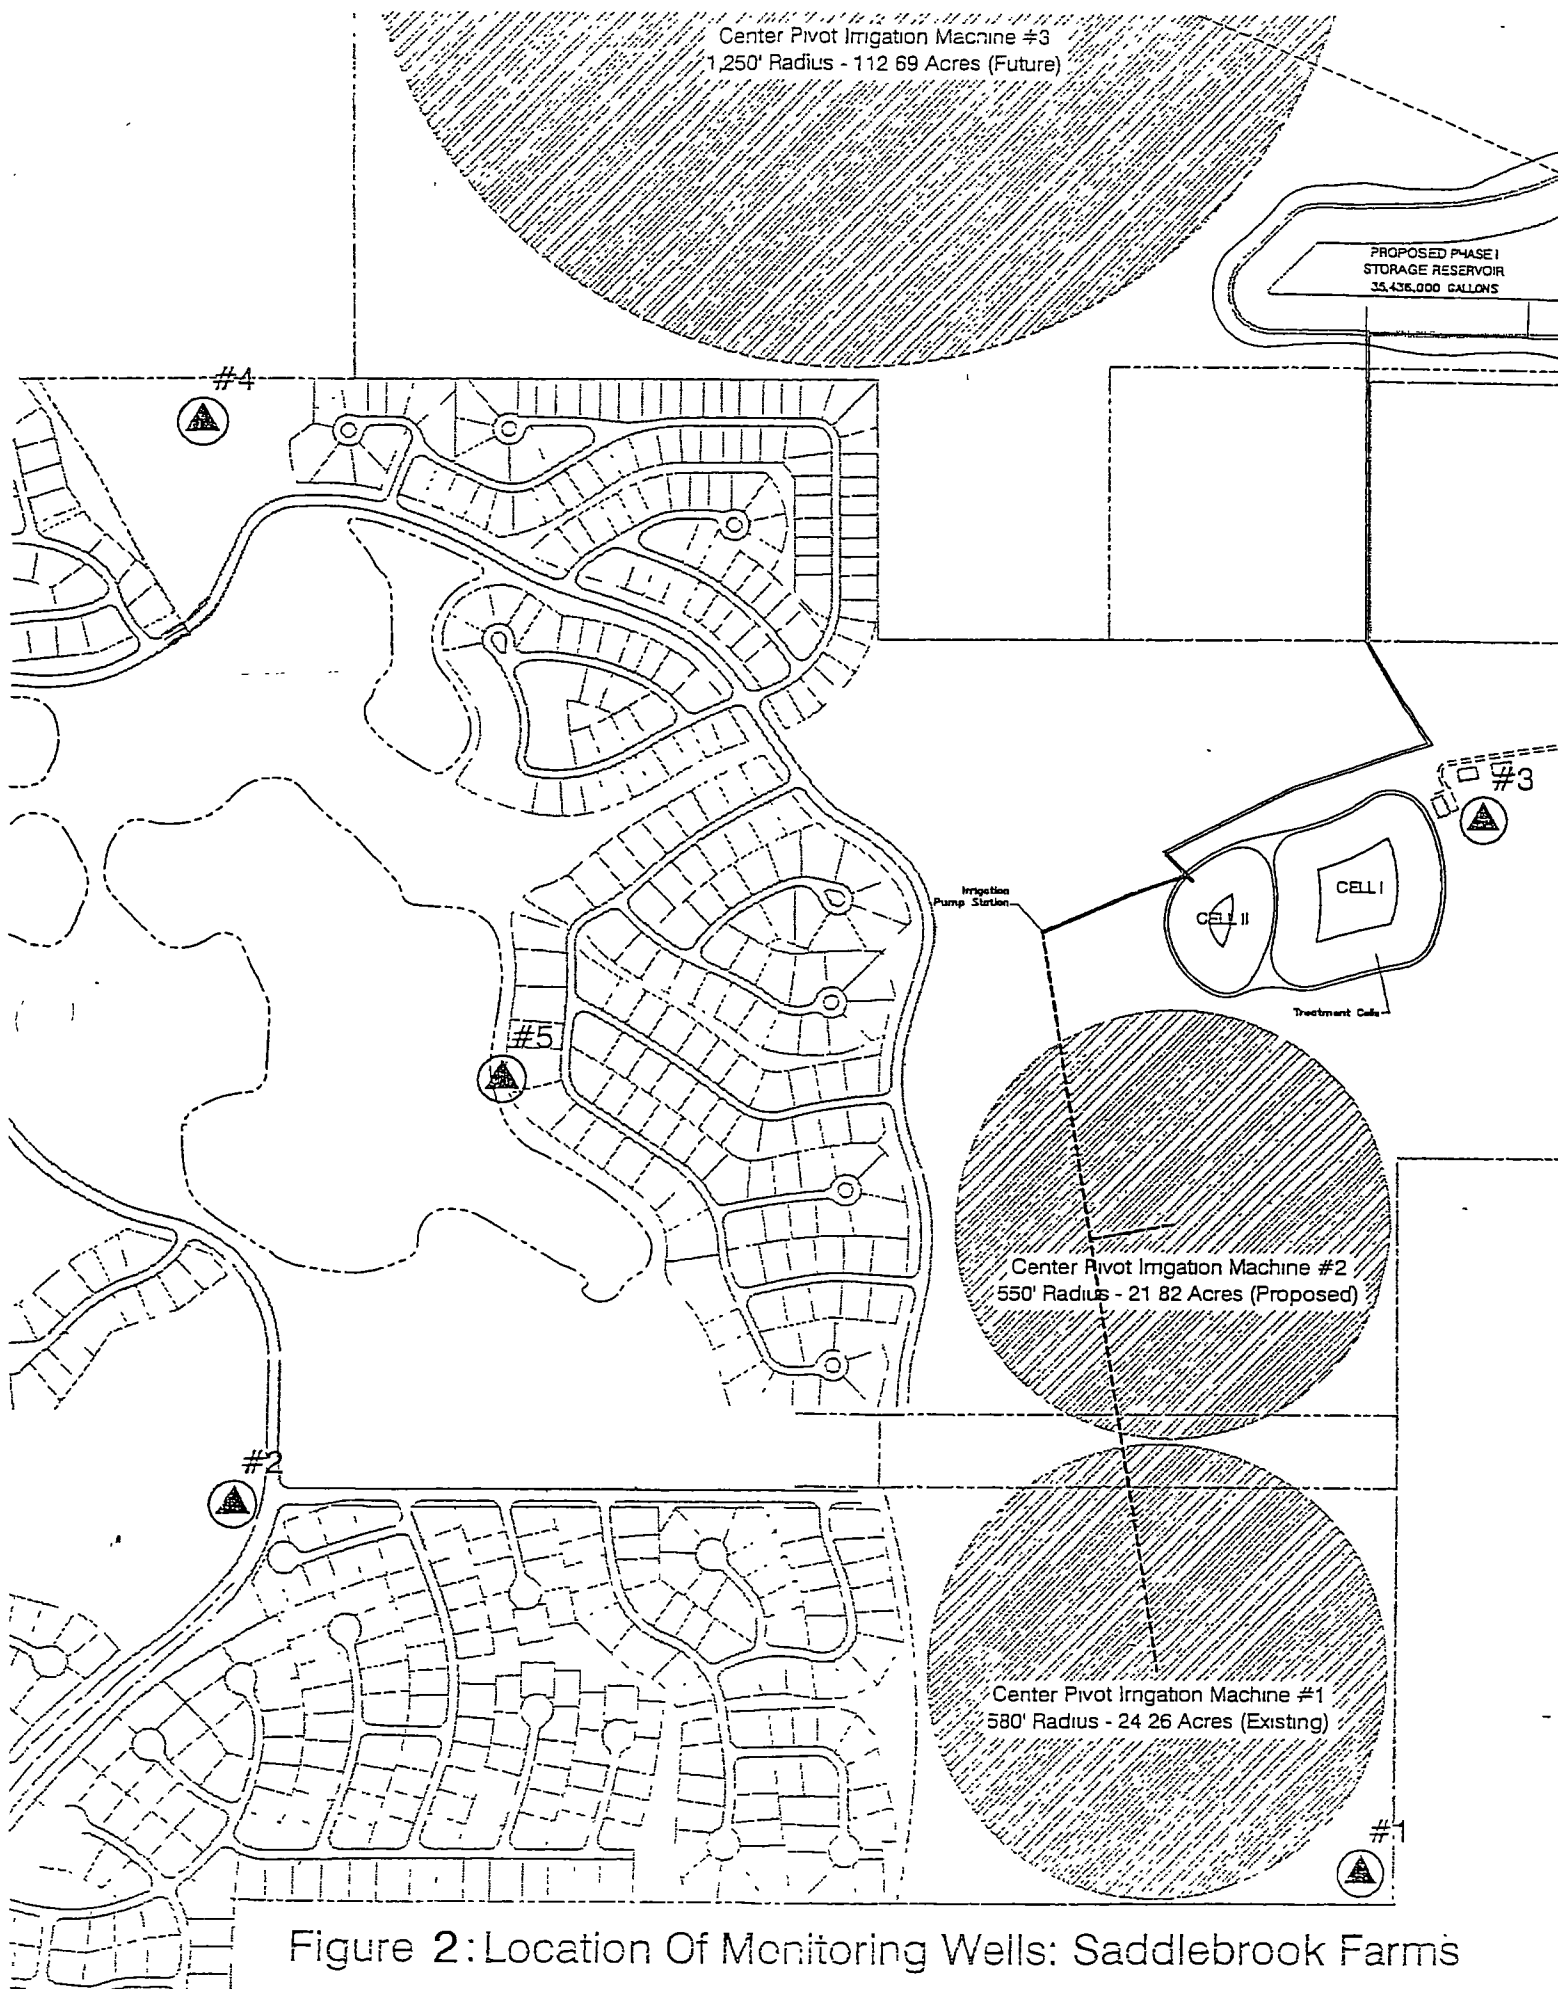 Center Pivot Irrigation Machine #3
1,250' Radius - 112 69 Acres (Future)
PROPOSED PHASE I
STORAGE RESERVOIR
35,436,000 GALLONS
#4
#3
CELL I
Irrigation
Pump Station
CELL II
Treatment Cells
#5
Center Pivot Irrigation Machine #2
550' Radius - 21 82 Acres (Proposed)
#2
Center Pivot Irrigation Machine #1
580' Radius - 24 26 Acres (Existing)
#1
Figure 2: Location Of Monitoring Wells: Saddlebrook Farms